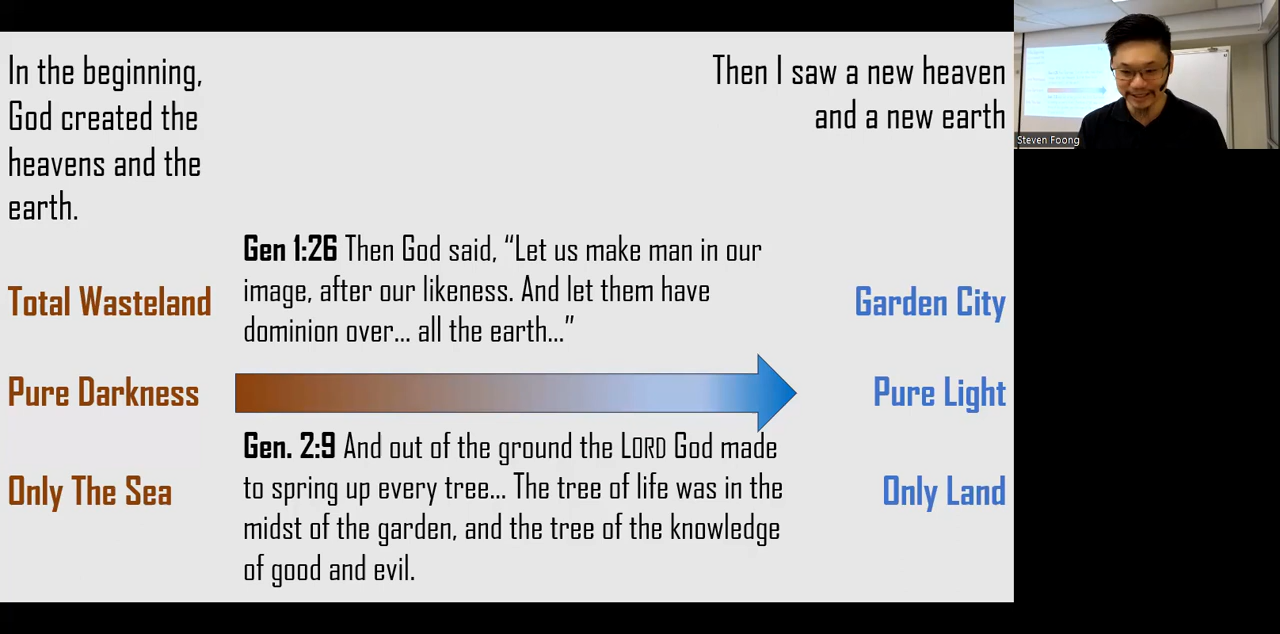 In the beginning,
God created the
heavens and the
earth.
Then I saw a new heaven
and a new earth
Steven Foong
Gen 1:26 Then God said, “Let us make man in our
image, after our likeness. And let them have
dominion over... all the earth...”
Total Wasteland
Garden City
Pure Darkness
Pure Light
Gen. 2:9 And out of the ground the LORD God made
to spring up every tree... The tree of life was in the
midst of the garden, and the tree of the knowledge
of good and evil.
Only The Sea
Only Land